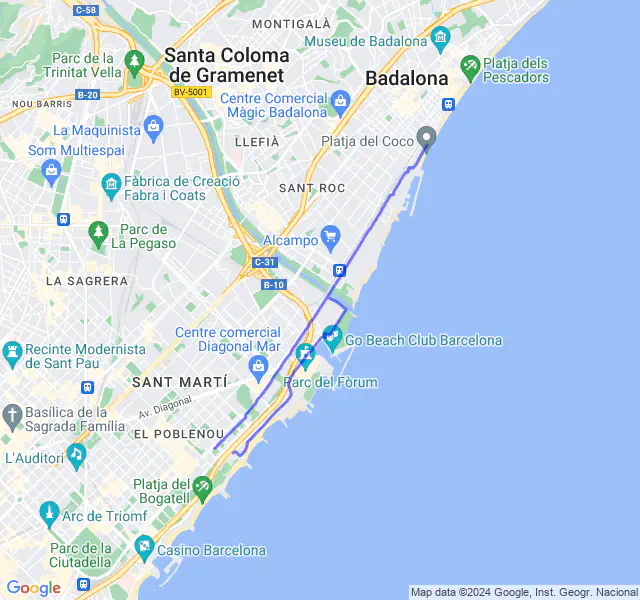 C-58
MONTIGALÀ
Museu de Badalona
Parc de la
Trinitat Vella
Santa Coloma
de Gramenet
Badalona
Platja dels
Pescadors
B-20
BV-5001
NOU BARRIS
Centre Comercial
Màgic Badalona
La Maquinista
LLEFIÀ
Platja del Coco
Som Multiespai
Fàbrica de Creació
Fabra i Coats
SANT ROC
Parc de
La Pegaso
Alcampo
C-31
LA SAGRERA
B-10
Centre comercial
Diagonal Mar
Go Beach Club Barcelona
Recinte Modernista
de Sant Pau
SANT MARTÍ
Parc del Fòrum
Av. Diagonal
Basílica de la
Sagrada Família
EL POBLENOU
L'Auditori
Platja del
Bogatell
Arc de Triomf
Parc de la
Ciutadella
Casino Barcelona
Google
Map data ©2024 Google, Inst. Geogr. Nacional